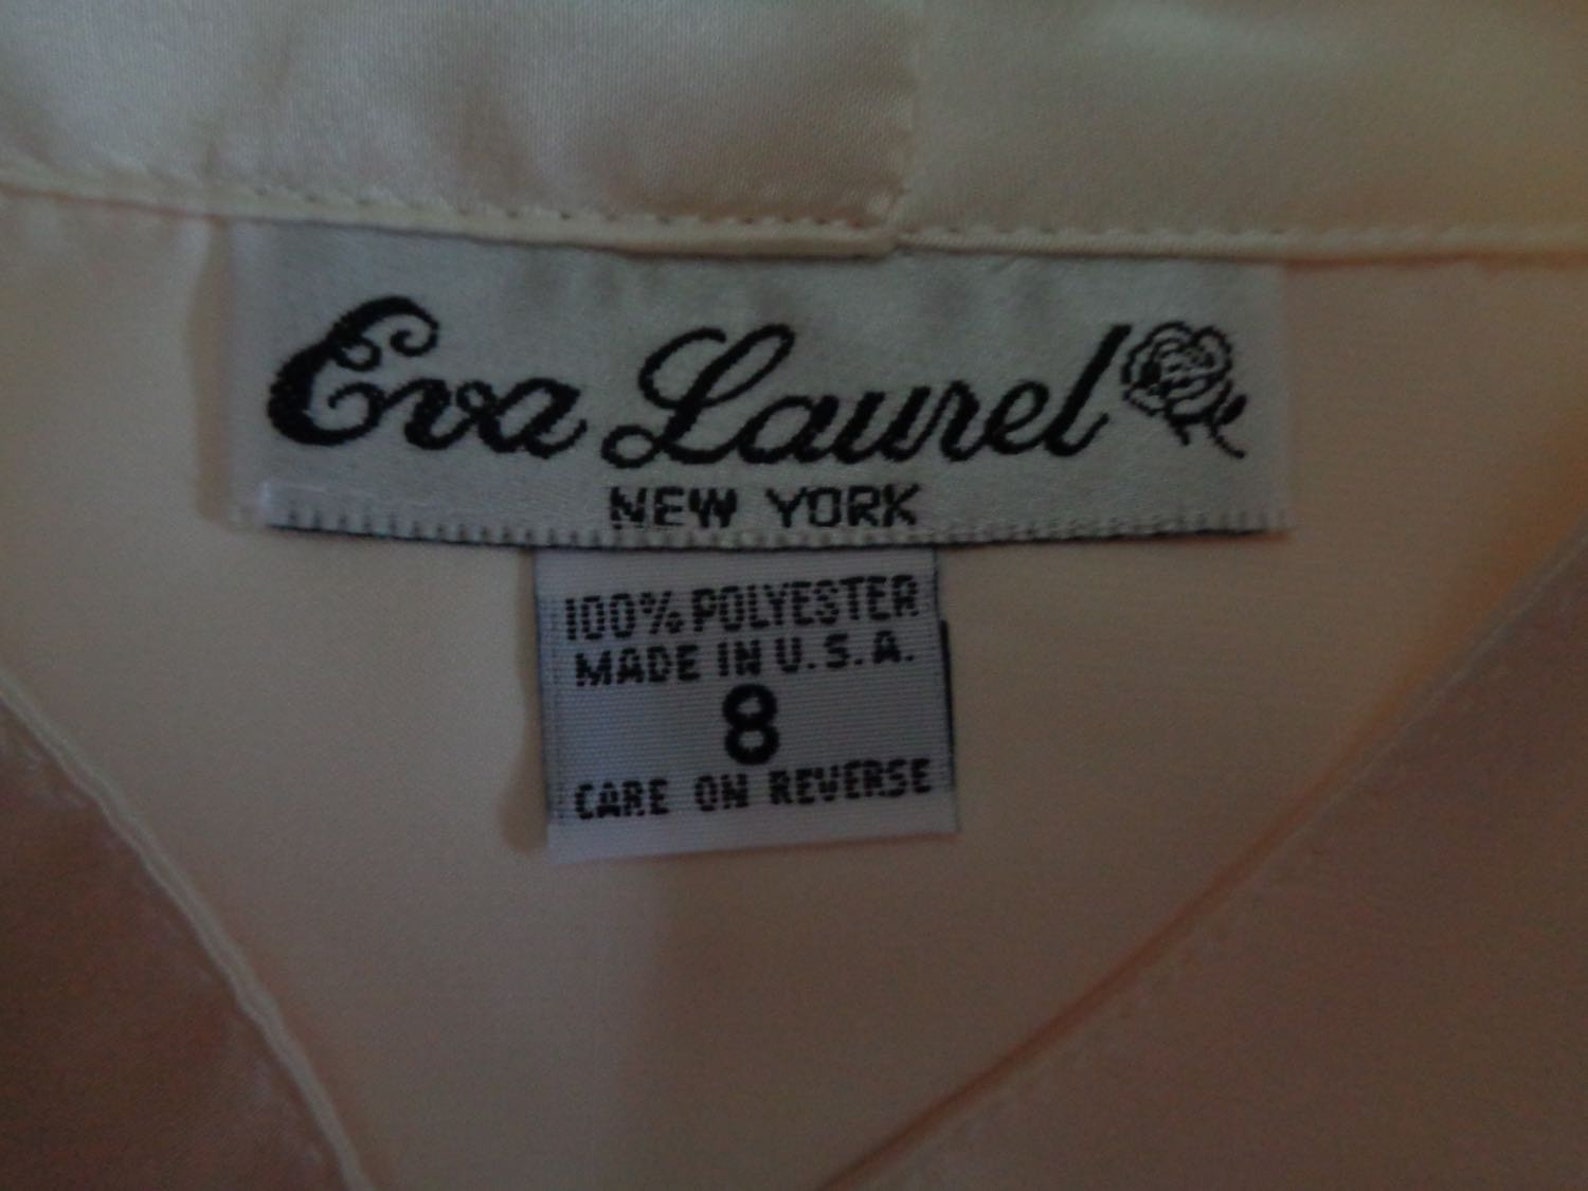 Eva Laurel
NEW YORK
100% POLYESTER
MADE IN U.S.A.
8
CARE ON REVERSE